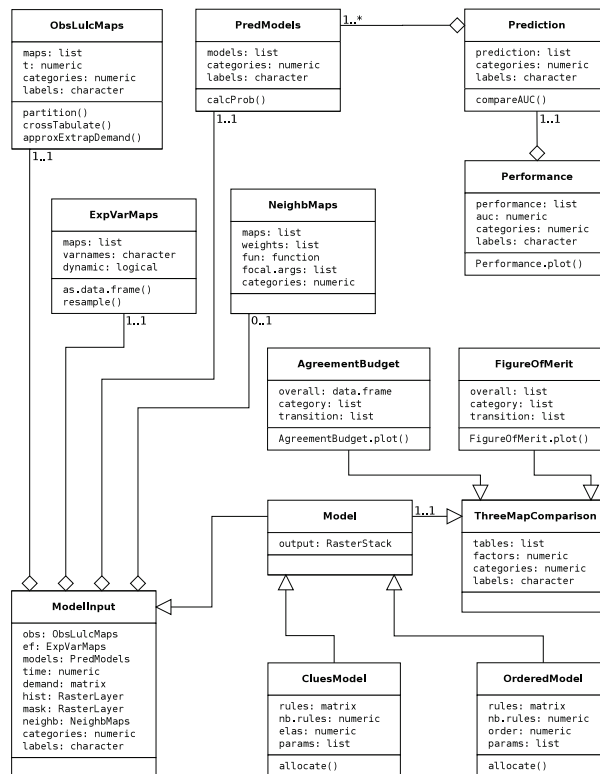 ObsLulcMaps
maps: list
t: numeric
categories: numeric
labels: character
partition()
crossTabulate()
approxExtrapDemand()
1..1
PredModels
models: list
categories: numeric
labels: character
calcProb()
1..1
1..*
Prediction
prediction: list
categories: numeric
labels: character
compareAUC()
1..1
Performance
performance: list
auc: numeric
categories: numeric
labels: character
Performance.plot()
ExpVarMaps
maps: list
varnames: character
dynamic: logical
as.data.frame()
resample()
1..1
NeighbMaps
maps: list
weights: list
fun: function
focal.args: list
categories: numeric
0..1
AgreementBudget
overall: data.frame
category: list
transition: list
AgreementBudget.plot()
FigureOfMerit
overall: list
category: list
transition: list
FigureOfMerit.plot()
Model
output: RasterStack
1..1
ThreeMapComparison
tables: list
factors: numeric
categories: numeric
labels: character
ModelInput
obs: ObsLulcMaps
ef: ExpVarMaps
models: PredModels
time: numeric
demand: matrix
hist: RasterLayer
mask: RasterLayer
neighb: NeighbMaps
categories: numeric
labels: character
CluesModel
rules: matrix
nb.rules: numeric
elas: numeric
params: list
allocate()
OrderedModel
rules: matrix
nb.rules: numeric
order: numeric
params: list
allocate()